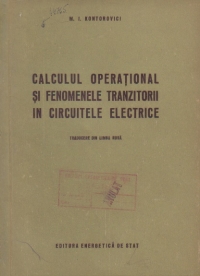 M. I. KONTOROVICI
CALCULUL OPERAȚIONAL
ȘI FENOMENELE TRANZITORII
IN CIRCUITELE ELECTRICE
TRADUCERE DIN LIMBA RUSĂ
EDITURA ENERGETICĂ DE STAT